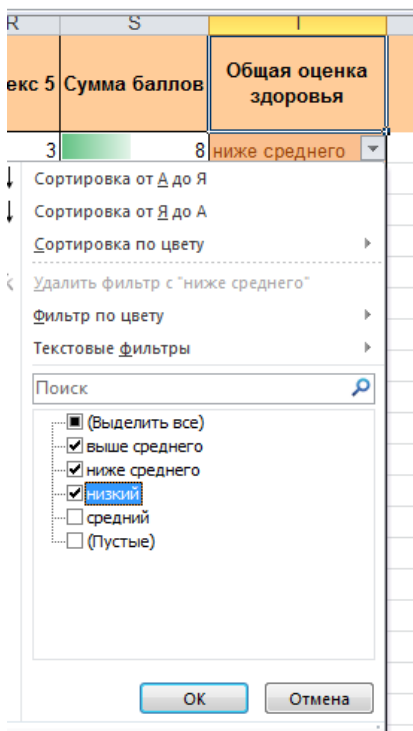 R S T
екс 5 Сумма баллов Общая оценка
здоровья
3 8 ниже среднего
Сортировка от А до Я
Сортировка от Я до А
Сортировка по цвету
Удалить фильтр с "ниже среднего"
Фильтр по цвету
Текстовые фильтры
Поиск
(Выделить все)
выше среднего
ниже среднего
низкий
средний
(Пустые)
ОК Отмена